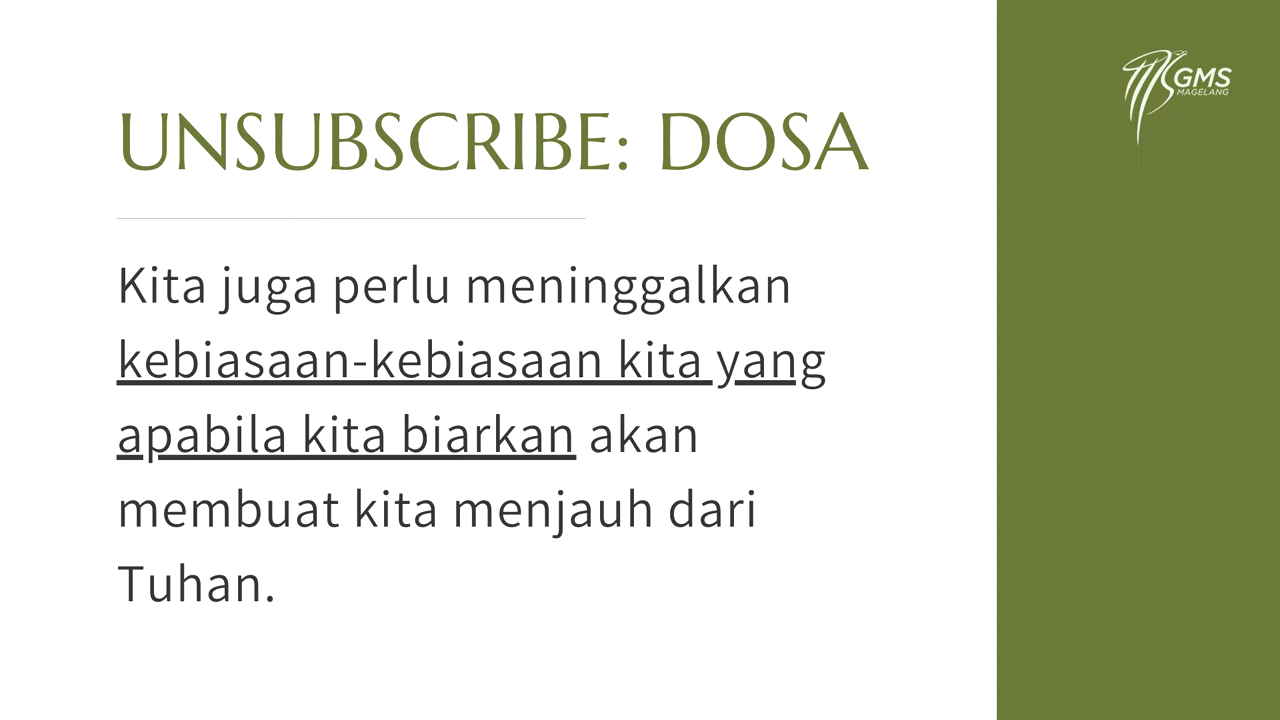 GMS
MAGELANG
UNSUBSCRIBE: DOSA
Kita juga perlu meninggalkan
kebiasaan-kebiasaan kita yang
apabila kita biarkan akan
membuat kita menjauh dari
Tuhan.